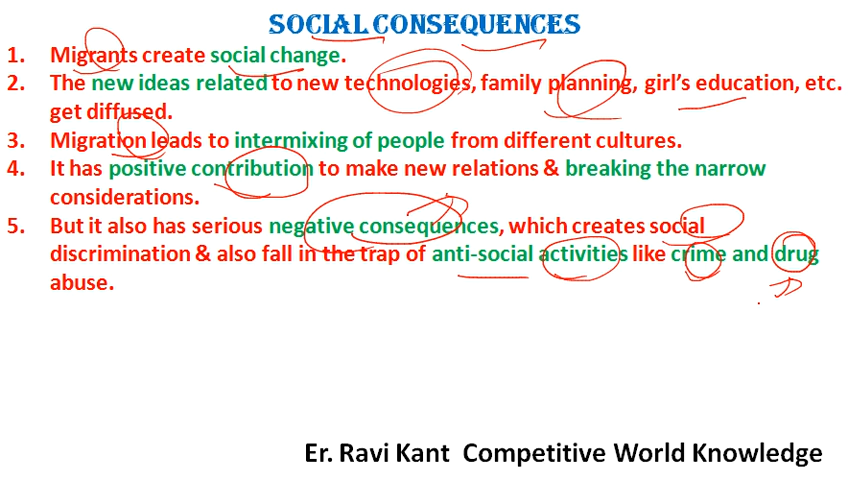 SOCIAL CONSEQUENCES
1. Migrants create social change.
2. The new ideas related to new technologies, family planning, girl's education, etc.
get diffused.
3. Migration leads to intermixing of people from different cultures.
4. It has positive contribution to make new relations & breaking the narrow
considerations.
5. But it also has serious negative consequences, which creates social
discrimination & also fall in the trap of anti-social activities like crime and drug
abuse.
Er. Ravi Kant Competitive World Knowledge